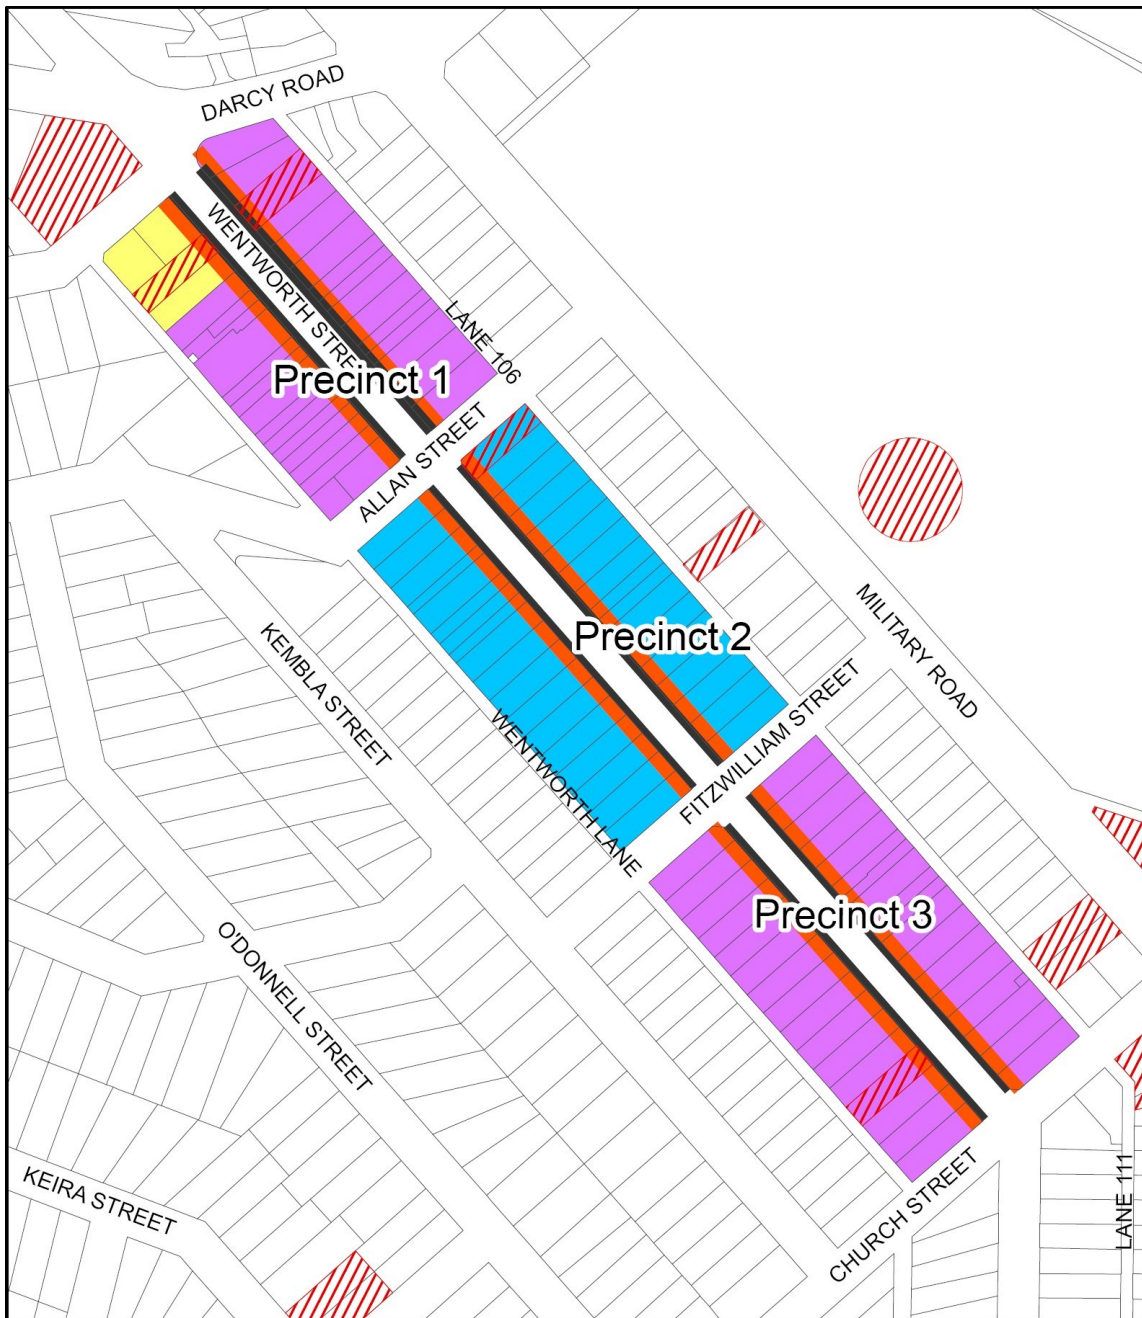 DARCY ROAD
WENTWORTH STREET
LANE 106
Precinct 1
ALLAN STREET
Precinct 2
MILITARY ROAD
KEMBLA STREET
WENTWORTH LANE
FITZWILLIAM STREET
Precinct 3
O'DONNELL STREET
KEIRA STREET
CHURCH STREET
LANE 111